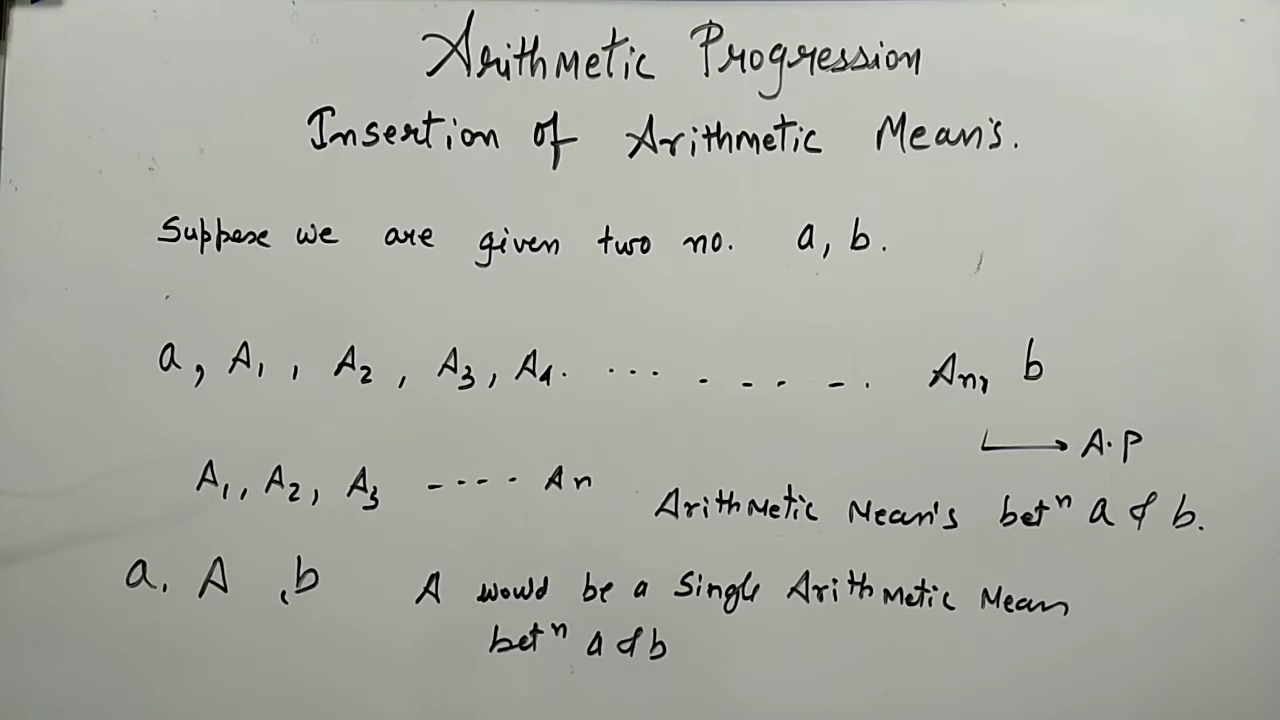 Arithmetic Progression
Insertion of Arithmetic Mean's.
Suppose we are given two no. a, b.
a, A1, A2, A3, A4. ... . - - . . . - . An, b
→ A.P
A1, A2, A3 ---- An Arithmetic Mean's betⁿ a & b.
a, A, b A would be a Single Arithmetic Mean
betⁿ a & b